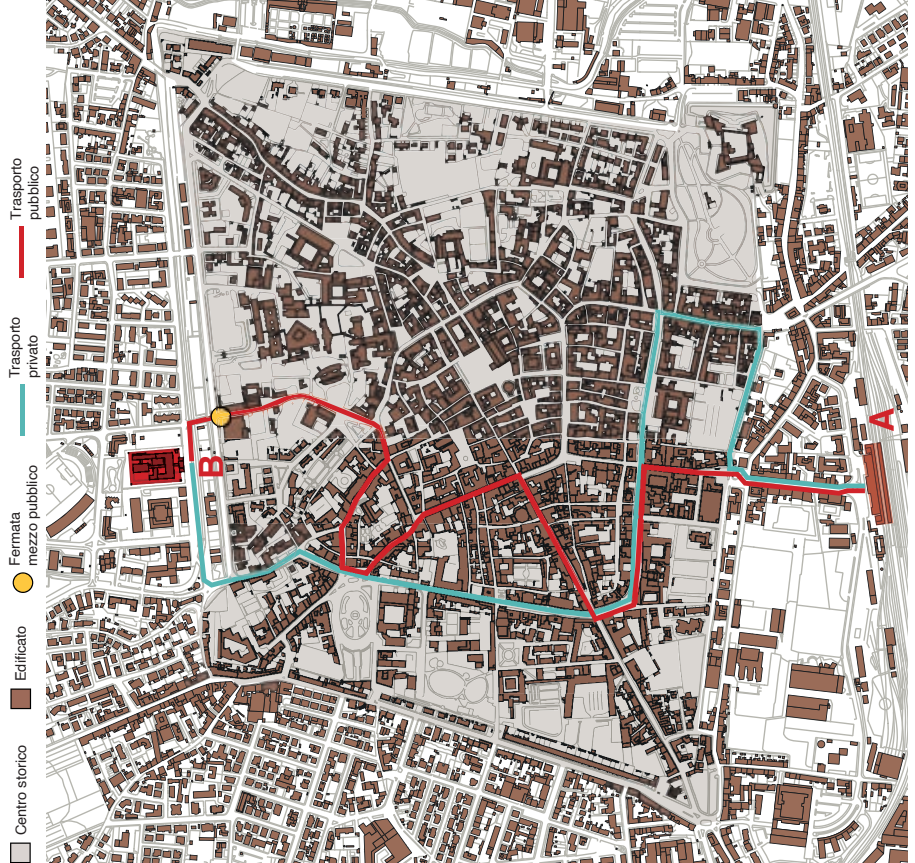 Centro storico
Edificato
Fermata
mezzo pubblico
Trasporto
privato
Trasporto
pubblico
B
A